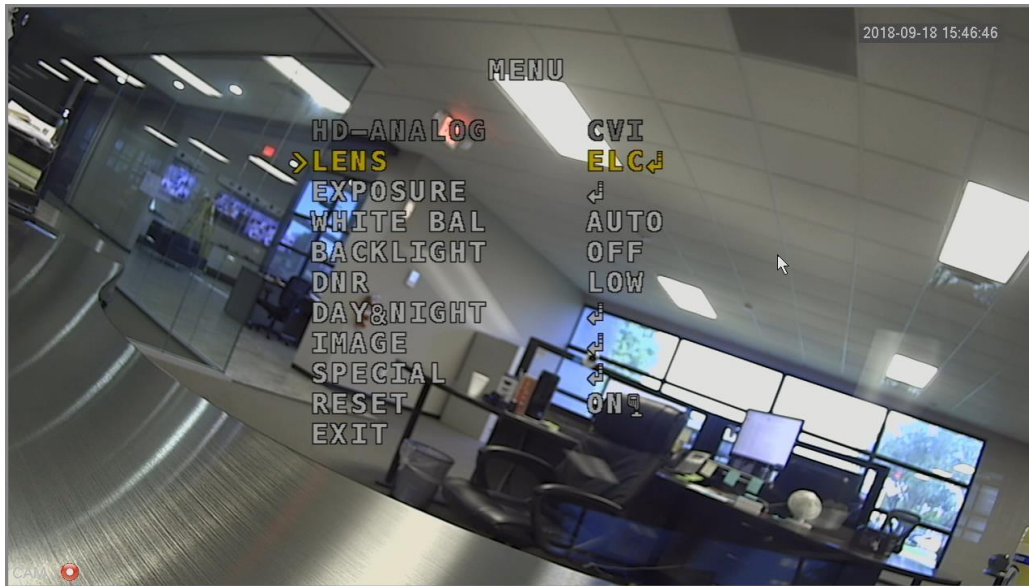 2018-09-18 15:46:46
MENU
HD-ANALOG CVI
>LENS ELC↲
EXPOSURE ↲
WHITE BAL AUTO
BACKLIGHT OFF
DNR LOW
DAY&NIGHT ↲
IMAGE ↲
SPECIAL ↲
RESET ON
EXIT
CAM